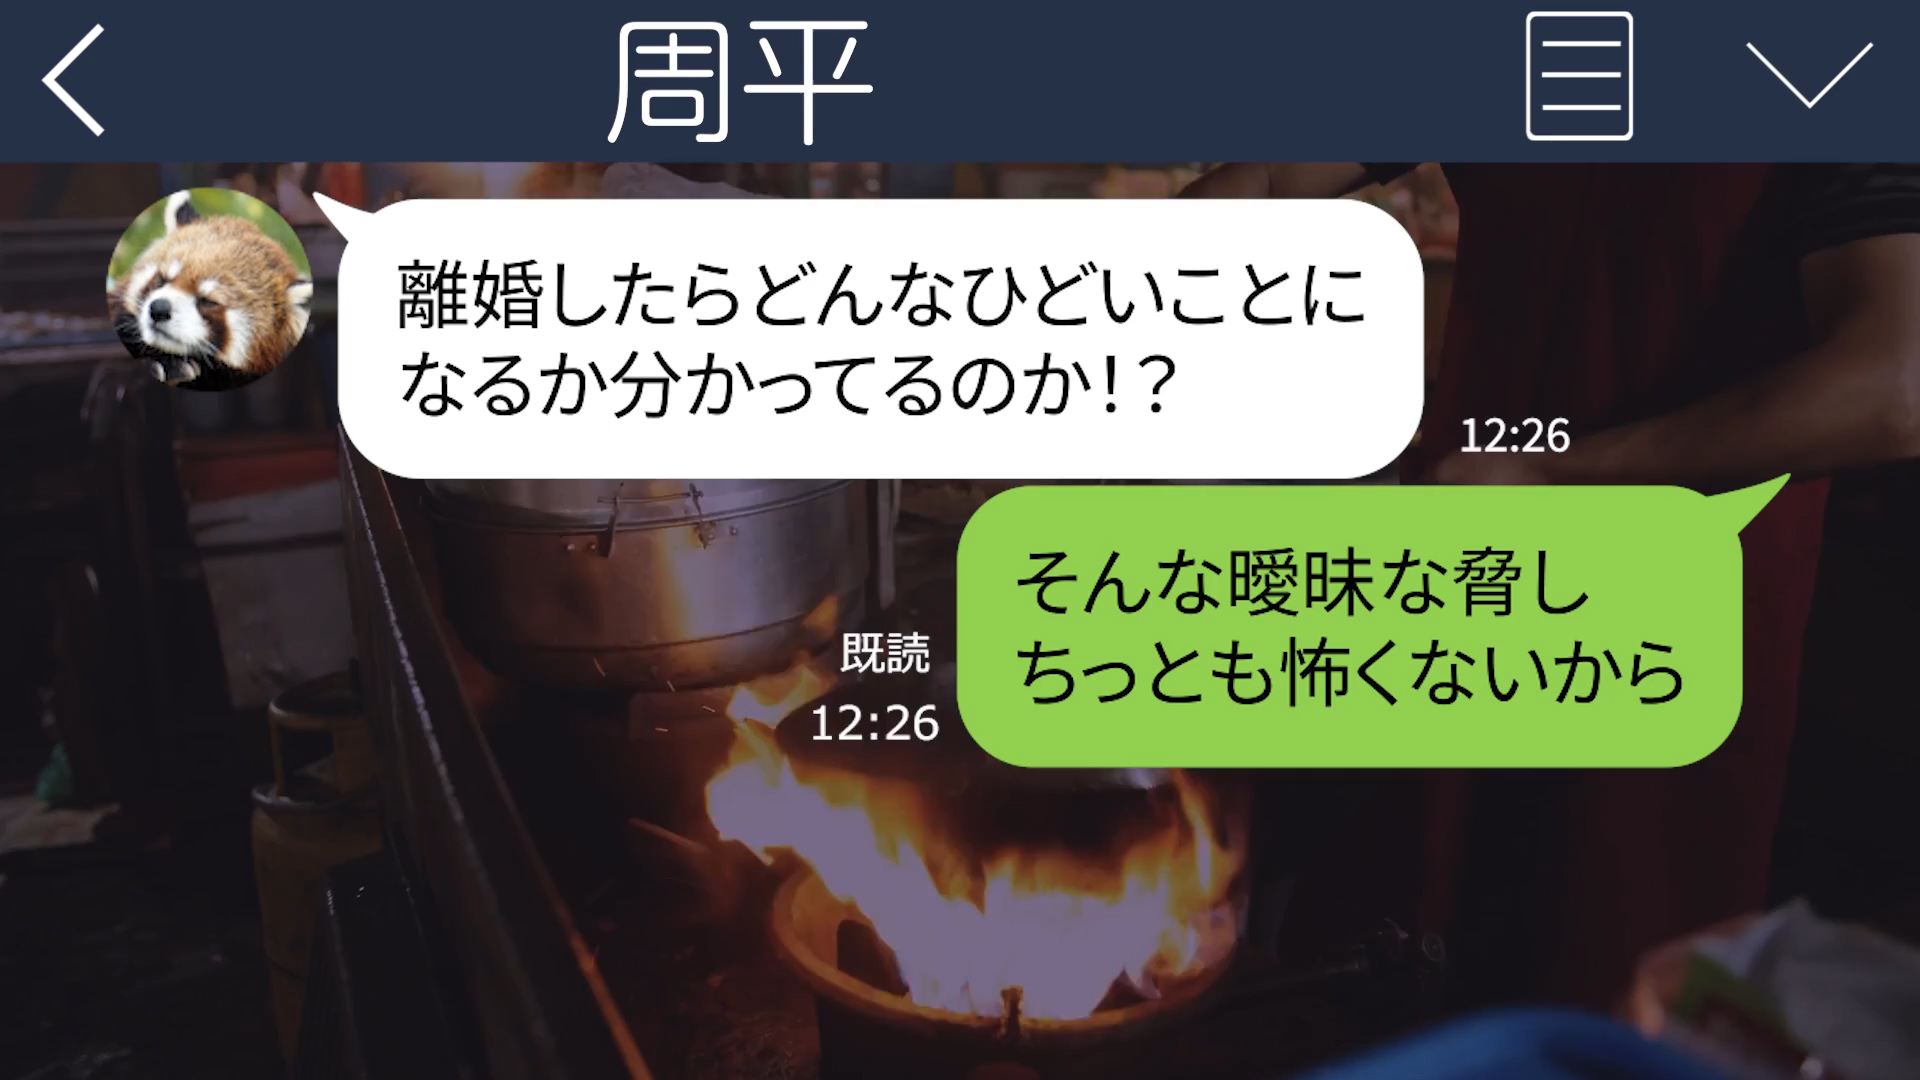 周平
離婚したらどんなひどいことに
なるか分かってるのか！？
12:26
そんな曖昧な脅し
ちっとも怖くないから
既読
12:26